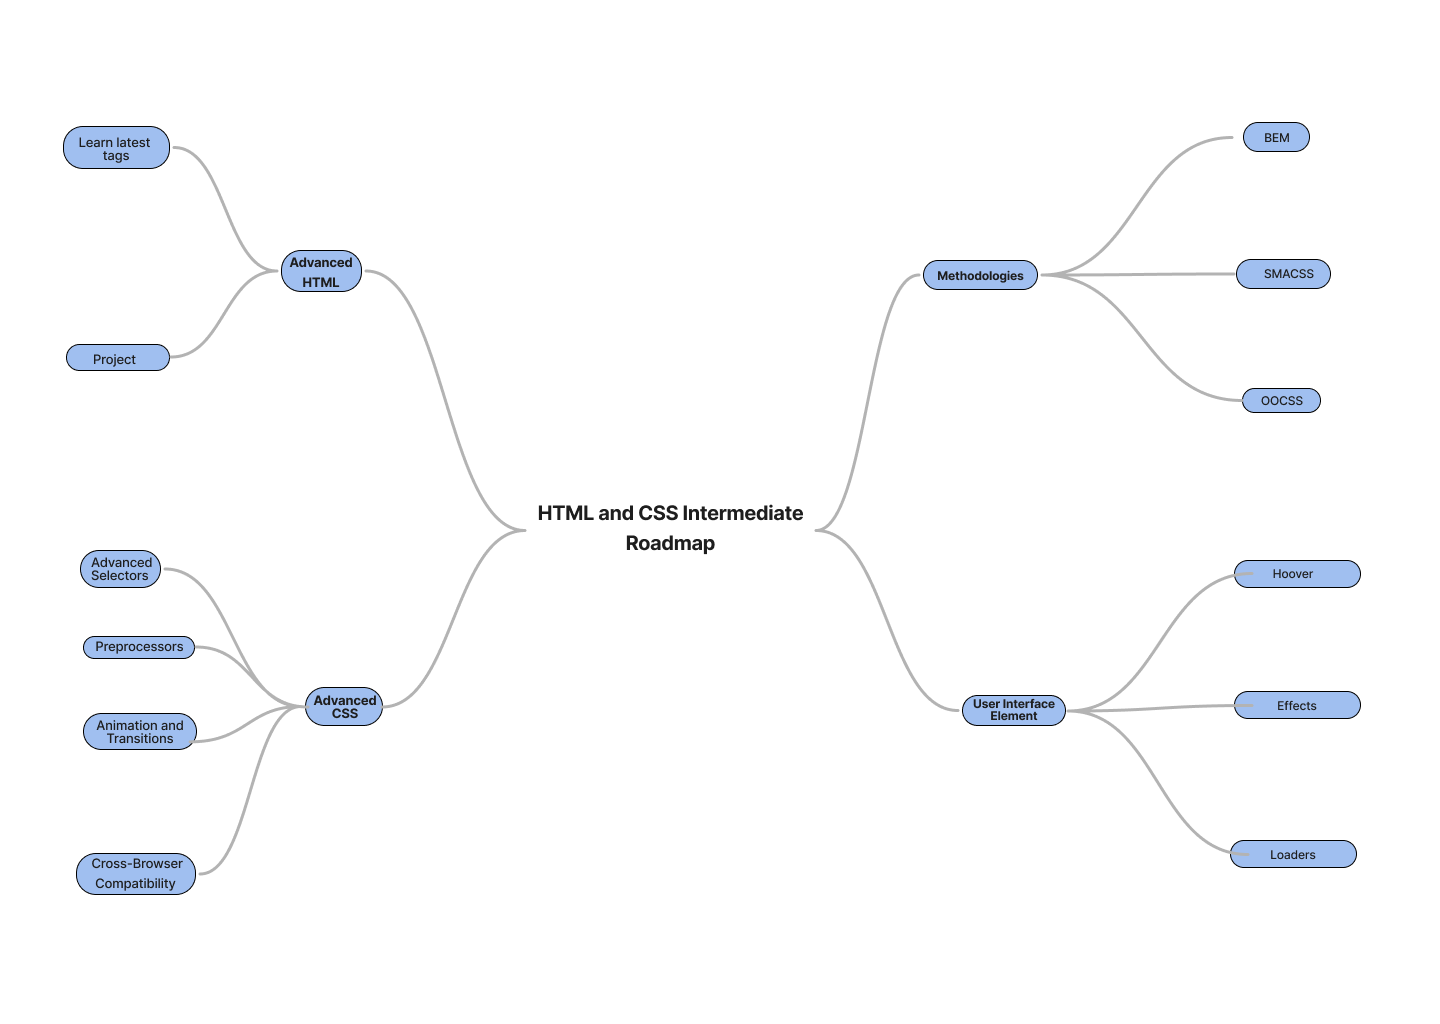 HTML and CSS Intermediate
Roadmap
Advanced
HTML
Learn latest
tags
Project
Advanced
CSS
Advanced
Selectors
Preprocessors
Animation and
Transitions
Cross-Browser
Compatibility
Methodologies
BEM
SMACSS
OOCSS
User Interface
Element
Hoover
Effects
Loaders